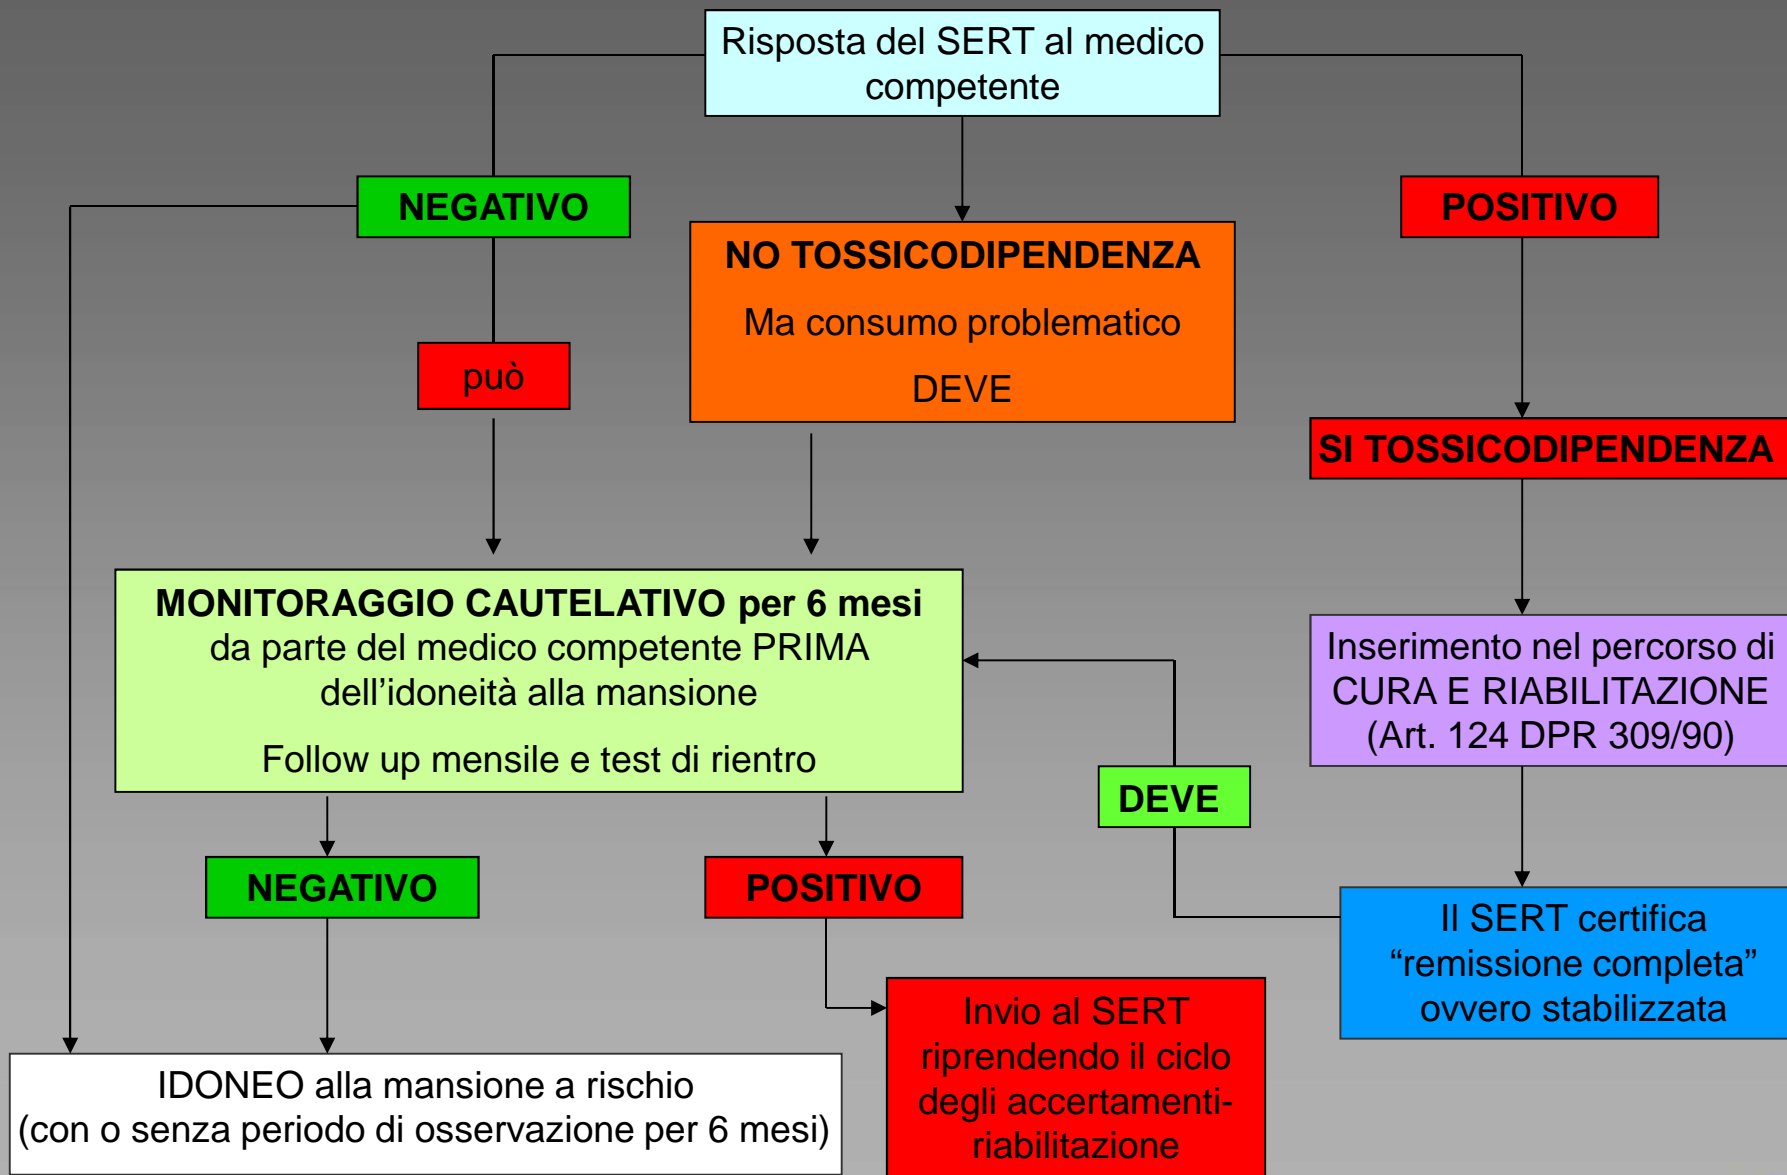 Risposta del SERT al medico
competente
NEGATIVO
POSITIVO
NO TOSSICODIPENDENZA
Ma consumo problematico
DEVE
può
SI TOSSICODIPENDENZA
MONITORAGGIO CAUTELATIVO per 6 mesi
da parte del medico competente PRIMA
dell’idoneità alla mansione
Follow up mensile e test di rientro
Inserimento nel percorso di
CURA E RIABILITAZIONE
(Art. 124 DPR 309/90)
DEVE
NEGATIVO
POSITIVO
Il SERT certifica
“remissione completa”
ovvero stabilizzata
Invio al SERT
riprendendo il ciclo
degli accertamenti-
riabilitazione
IDONEO alla mansione a rischio
(con o senza periodo di osservazione per 6 mesi)